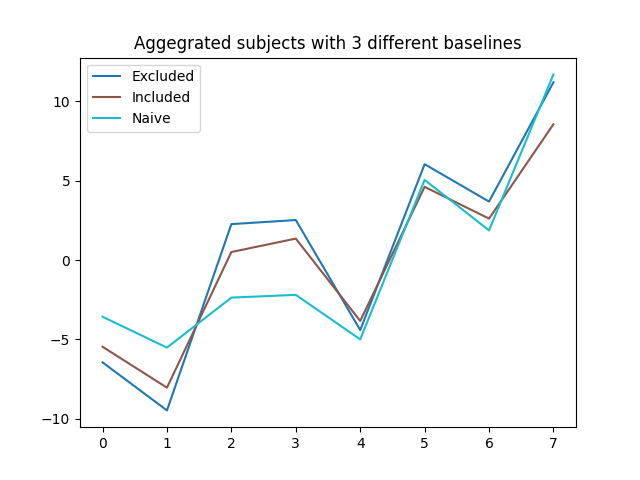 Aggegrated subjects with 3 different baselines
Excluded
Included
Naive
10
5
0
−5
−10
0 1 2 3 4 5 6 7